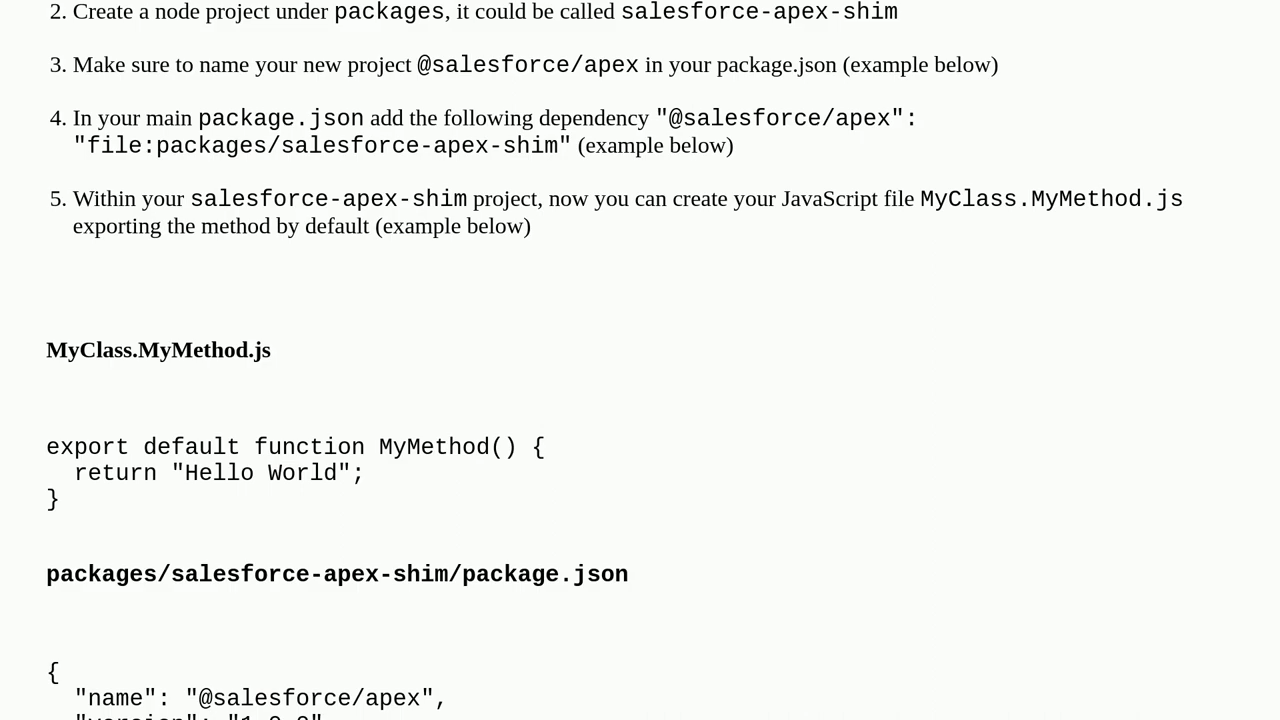 2. Create a node project under packages, it could be called salesforce-apex-shim
3. Make sure to name your new project @salesforce/apex in your package.json (example below)
4. In your main package.json add the following dependency "@salesforce/apex":
"file:packages/salesforce-apex-shim" (example below)
5. Within your salesforce-apex-shim project, now you can create your JavaScript file MyClass.MyMethod.js
exporting the method by default (example below)
MyClass.MyMethod.js
export default function MyMethod() {
  return "Hello World";
}
packages/salesforce-apex-shim/package.json
{
  "name": "@salesforce/apex",